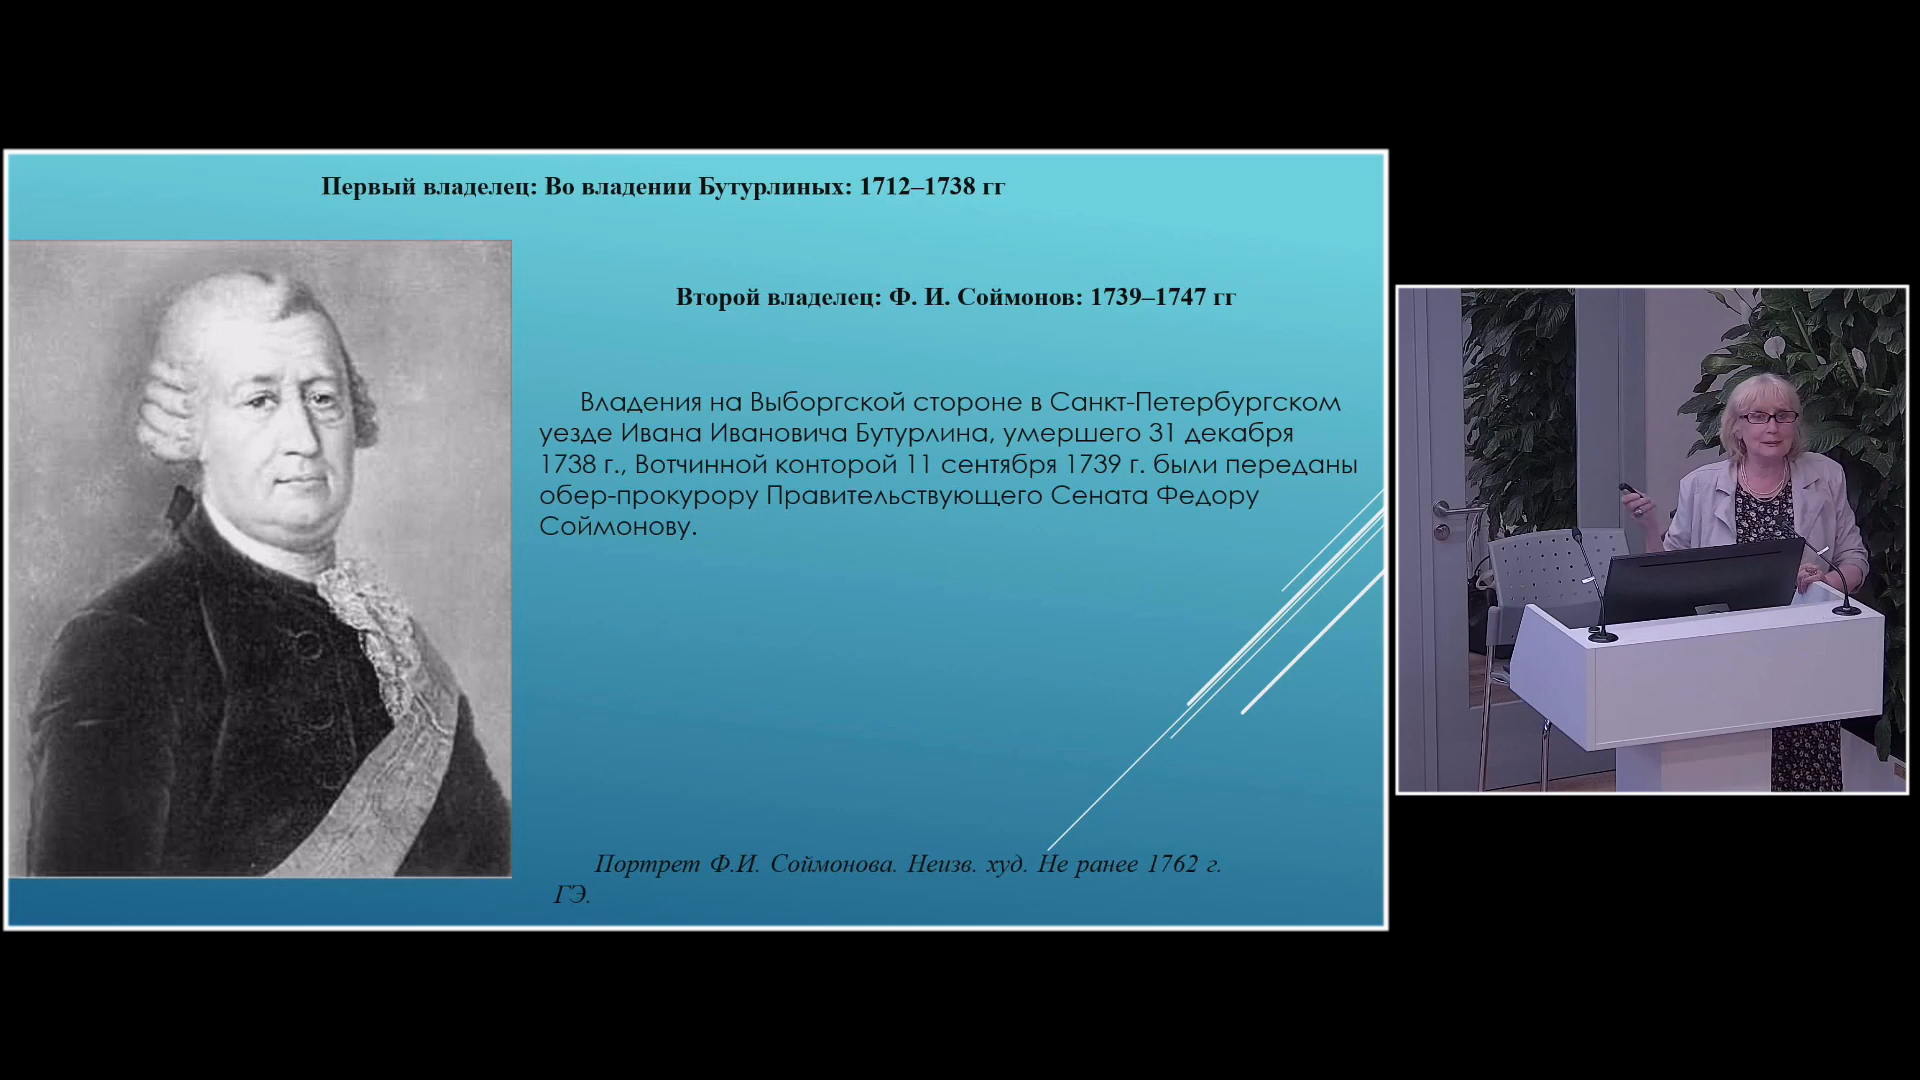 Первый владелец: Во владении Бутурлиных: 1712–1738 гг
Второй владелец: Ф. И. Соймонов: 1739–1747 гг
Владения на Выборгской стороне в Санкт-Петербургском
уезде Ивана Ивановича Бутурлина, умершего 31 декабря
1738 г., Вотчинной конторой 11 сентября 1739 г. были переданы
обер-прокурору Правительствующего Сената Федору
Соймонову.
Портрет Ф.И. Соймонова. Неизв. худ. Не ранее 1762 г.
ГЭ.